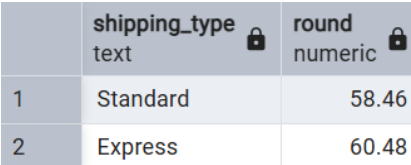 shipping_type round
text numeric
1 Standard 58.46
2 Express 60.48